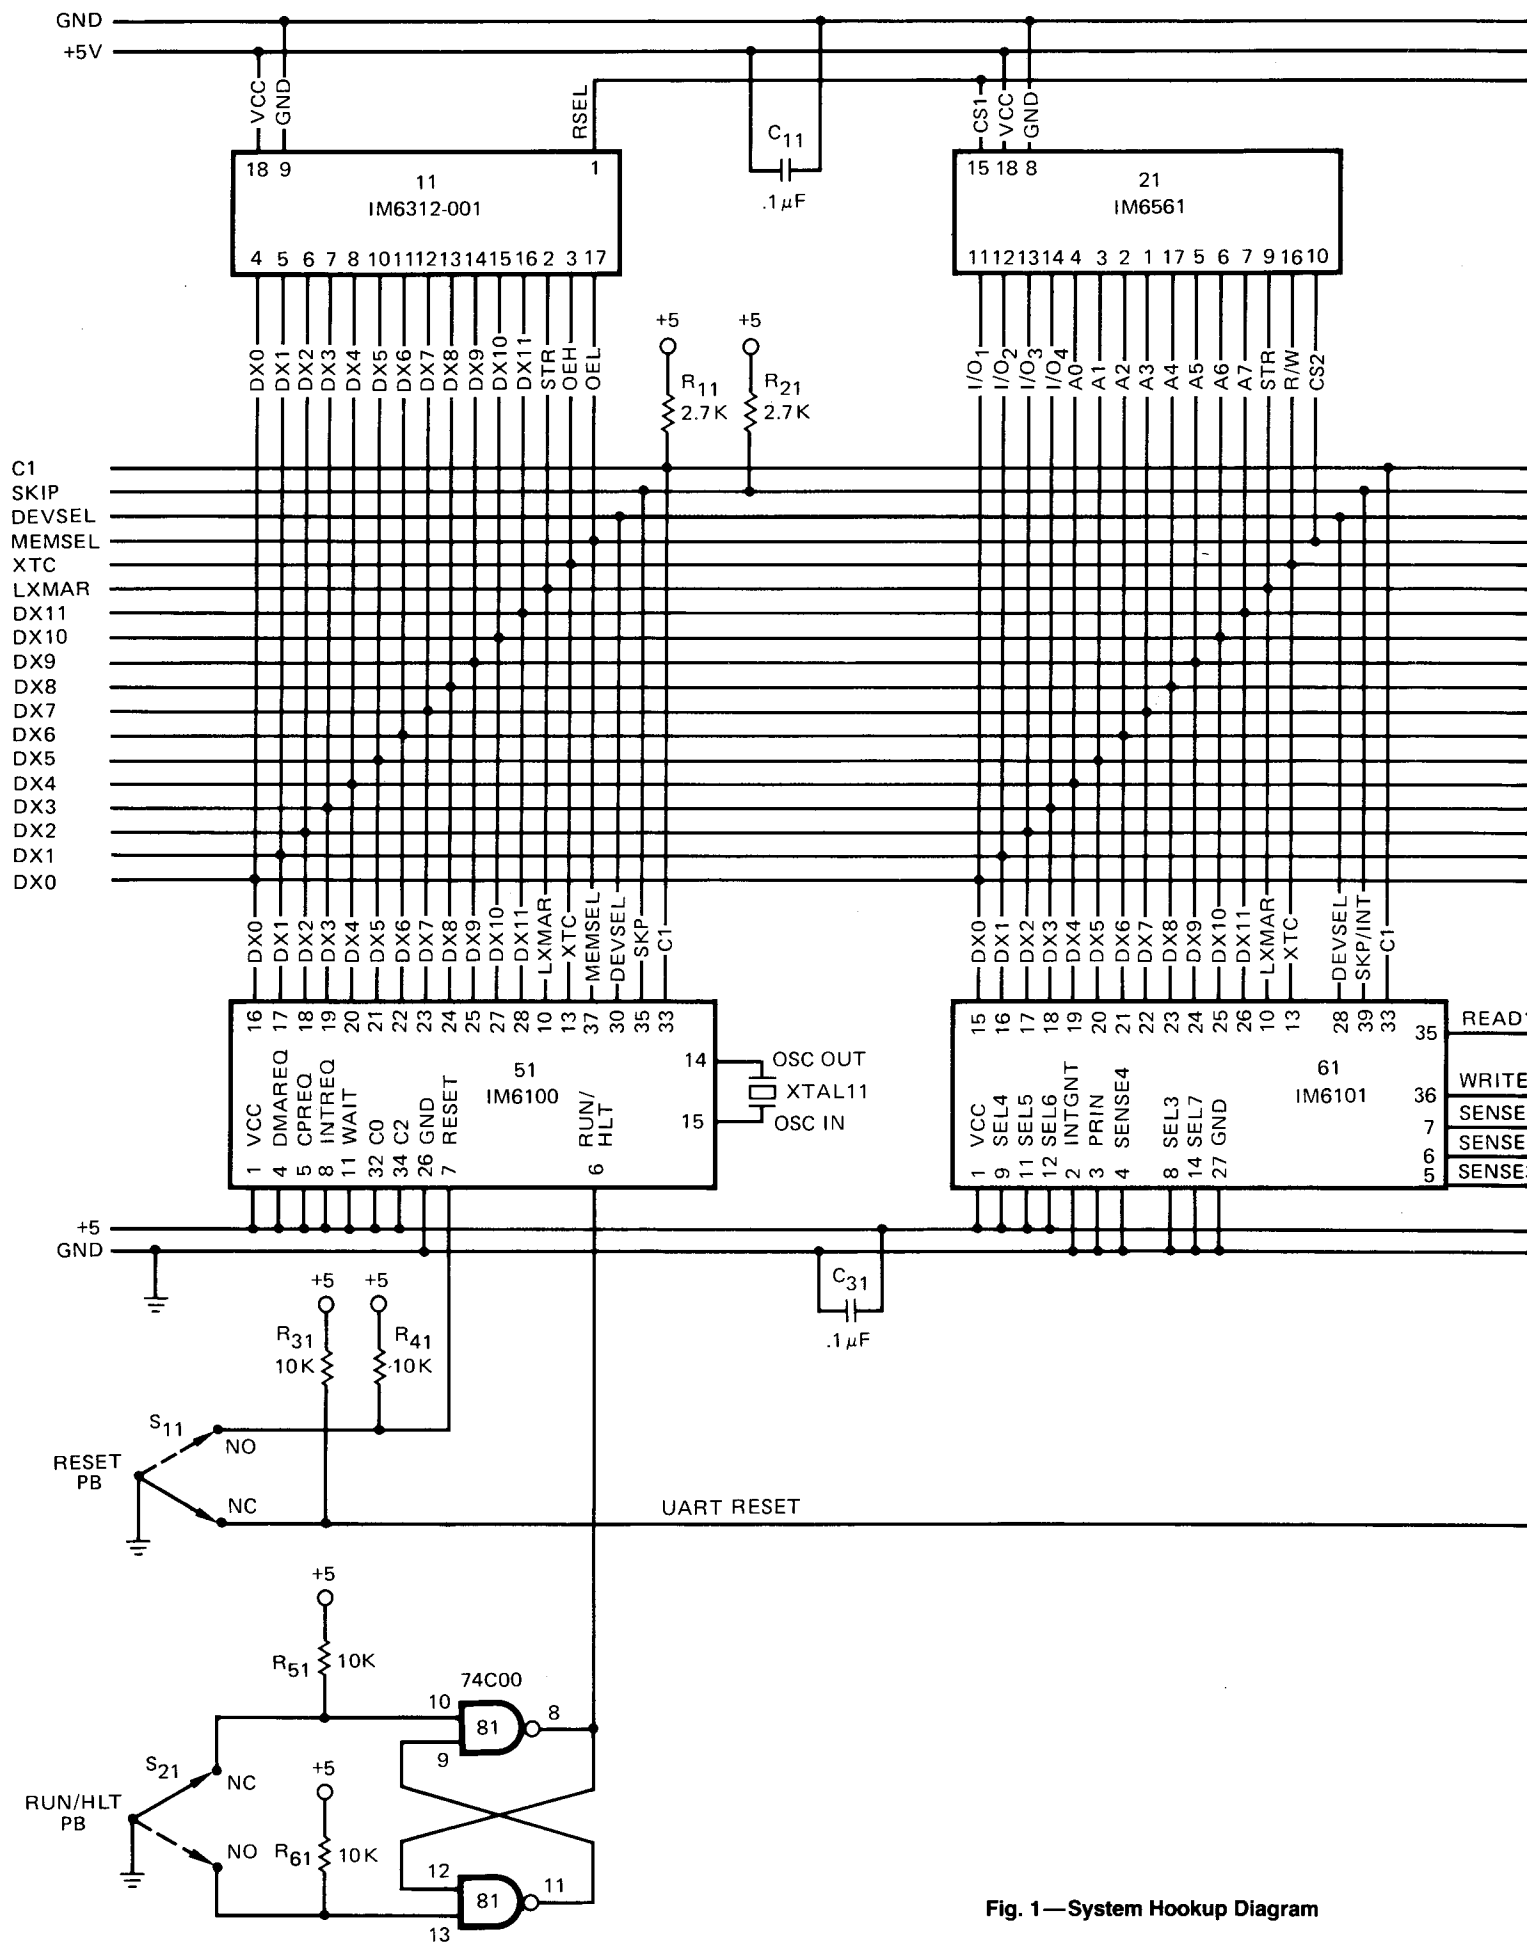 GND
+5V
VCC
GND
RSEL
CS1
VCC
GND
C11
.1μF
18 9 1
11
IM6312-001
4 5 6 7 8 10 11 12 13 14 15 16 2 3 17
15 18 8
21
IM6561
11 12 13 14 4 3 2 1 17 5 6 7 9 16 10
DX0
DX1
DX2
DX3
DX4
DX5
DX6
DX7
DX8
DX9
DX10
DX11
STR
OEH
OEL
+5
R11
2.7K
+5
R21
2.7K
I/O1
I/O2
I/O3
I/O4
A0
A1
A2
A3
A4
A5
A6
A7
STR
R/W
CS2
C1
SKIP
DEVSEL
MEMSEL
XTC
LXMAR
DX11
DX10
DX9
DX8
DX7
DX6
DX5
DX4
DX3
DX2
DX1
DX0
DX0
DX1
DX2
DX3
DX4
DX5
DX6
DX7
DX8
DX9
DX10
DX11
LXMAR
XTC
MEMSEL
DEVSEL
SKP
C1
DX0
DX1
DX2
DX3
DX4
DX5
DX6
DX7
DX8
DX9
DX10
DX11
LXMAR
XTC
DEVSEL
SKP/INT
C1
16 17 18 19 20 21 22 23 24 25 27 28 10 13 37 30 35 33
51
IM6100
1 VCC
4 DMAREQ
5 CPREQ
8 INTREQ
11 WAIT
32 C0
34 C2
26 GND
7 RESET
6 RUN/
HLT
14 OSC OUT
XTAL11
15 OSC IN
15 16 17 18 19 20 21 22 23 24 25 26 10 13 28 39 33
61
IM6101
1 VCC
9 SEL4
11 SEL5
12 SEL6
2 INTGNT
3 PRIN
4 SENSE4
8 SEL3
14 SEL7
27 GND
35 READ1
36 WRITE
7 SENSE
6 SENSE
5 SENSE3
+5
GND
C31
.1μF
+5
R31
10K
+5
R41
10K
S11
NO
RESET
PB
NC
UART RESET
+5
R51 10K
74C00
10
81
8
9
S21
NC
RUN/HLT
PB
NO
+5
R61 10K
12
81
11
13
Fig. 1—System Hookup Diagram